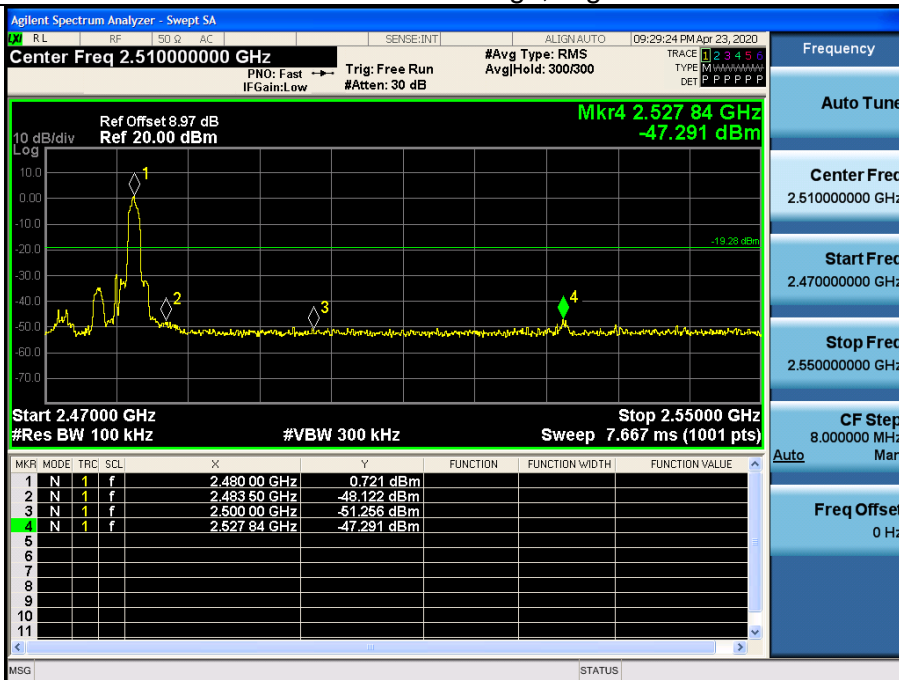 Agilent Spectrum Analyzer - Swept SA
LXI RL RF 50 Ω AC SENSE:INT ALIGN AUTO 09:29:24 PM Apr 23, 2020
Center Freq 2.510000000 GHz
PNO: Fast
IFGain:Low
Trig: Free Run
#Atten: 30 dB
#Avg Type: RMS
Avg|Hold: 300/300
TRACE 1 2 3 4 5 6
TYPE MWWWWW
DET P P P P P P
Mkr4 2.527 84 GHz
-47.291 dBm
Ref Offset 8.97 dB
10 dB/div Ref 20.00 dBm
Log
10.0
0.00
-10.0
-20.0
-30.0
-40.0
-50.0
-60.0
-70.0
1
2
3
4
-19.28 dBm
Start 2.47000 GHz Stop 2.55000 GHz
#Res BW 100 kHz #VBW 300 kHz Sweep 7.667 ms (1001 pts)
MKR MODE TRC SCL X Y FUNCTION FUNCTION WIDTH FUNCTION VALUE
1 N 1 f 2.480 00 GHz 0.721 dBm
2 N 1 f 2.483 50 GHz -48.122 dBm
3 N 1 f 2.500 00 GHz -51.256 dBm
4 N 1 f 2.527 84 GHz -47.291 dBm
5
6
7
8
9
10
11
MSG STATUS
Frequency
Auto Tune
Center Freq
2.510000000 GHz
Start Freq
2.470000000 GHz
Stop Freq
2.550000000 GHz
CF Step
8.000000 MHz
Auto Man
Freq Offset
0 Hz